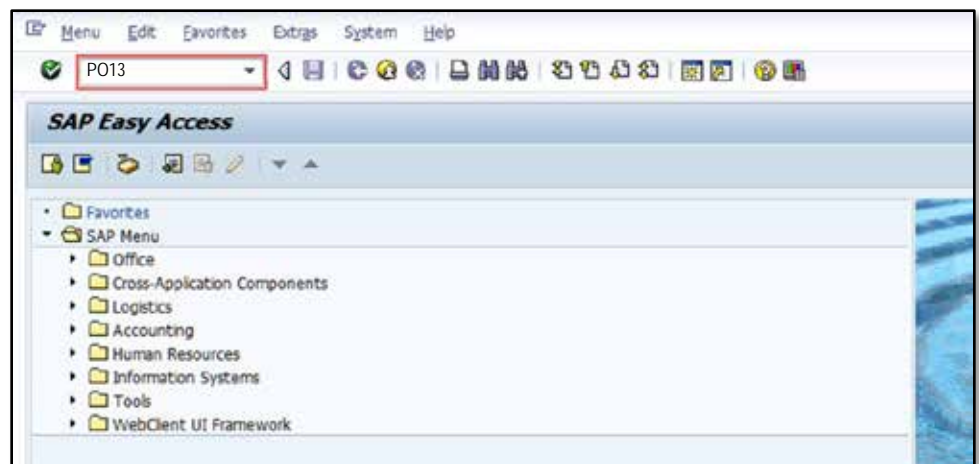 Menu Edit Favorites Extras System Help
PO13
SAP Easy Access
Favorites
SAP Menu
Office
Cross-Application Components
Logistics
Accounting
Human Resources
Information Systems
Tools
WebClient UI Framework